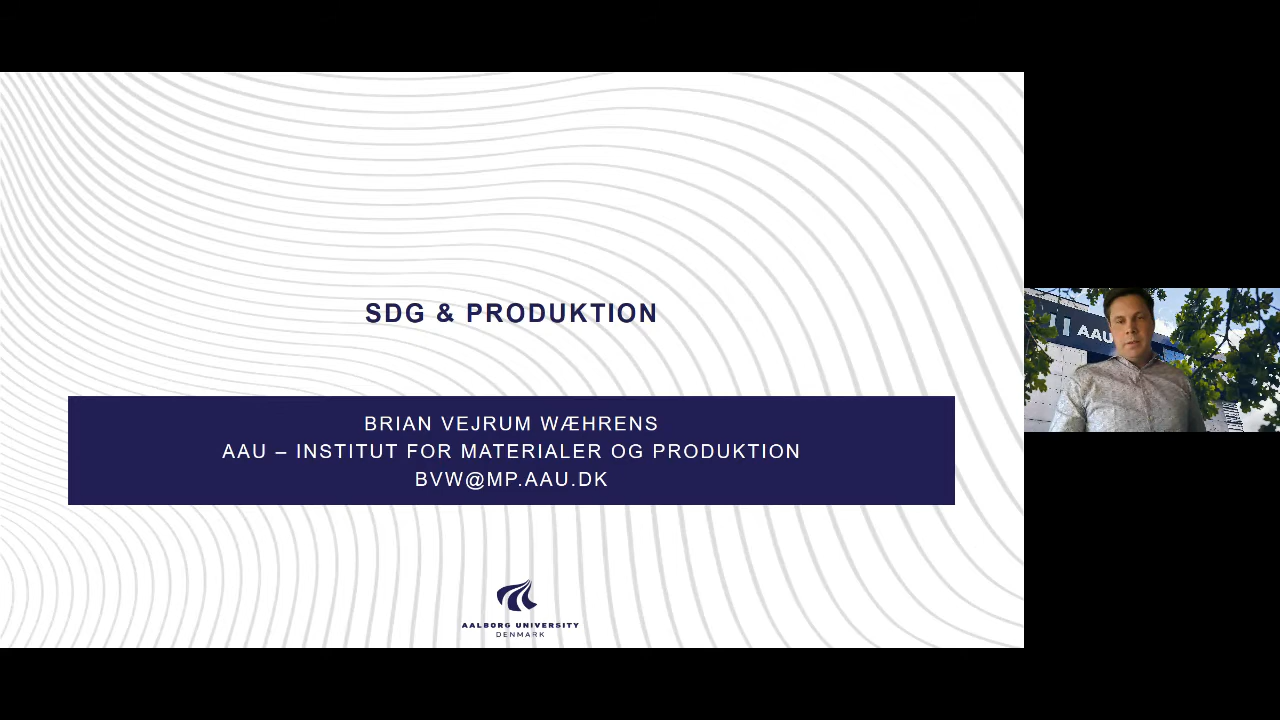 SDG & PRODUKTION
BRIAN VEJRUM WÆHRENS
AAU – INSTITUT FOR MATERIALER OG PRODUKTION
BVW@MP.AAU.DK
AALBORG UNIVERSITY
DENMARK
AAU